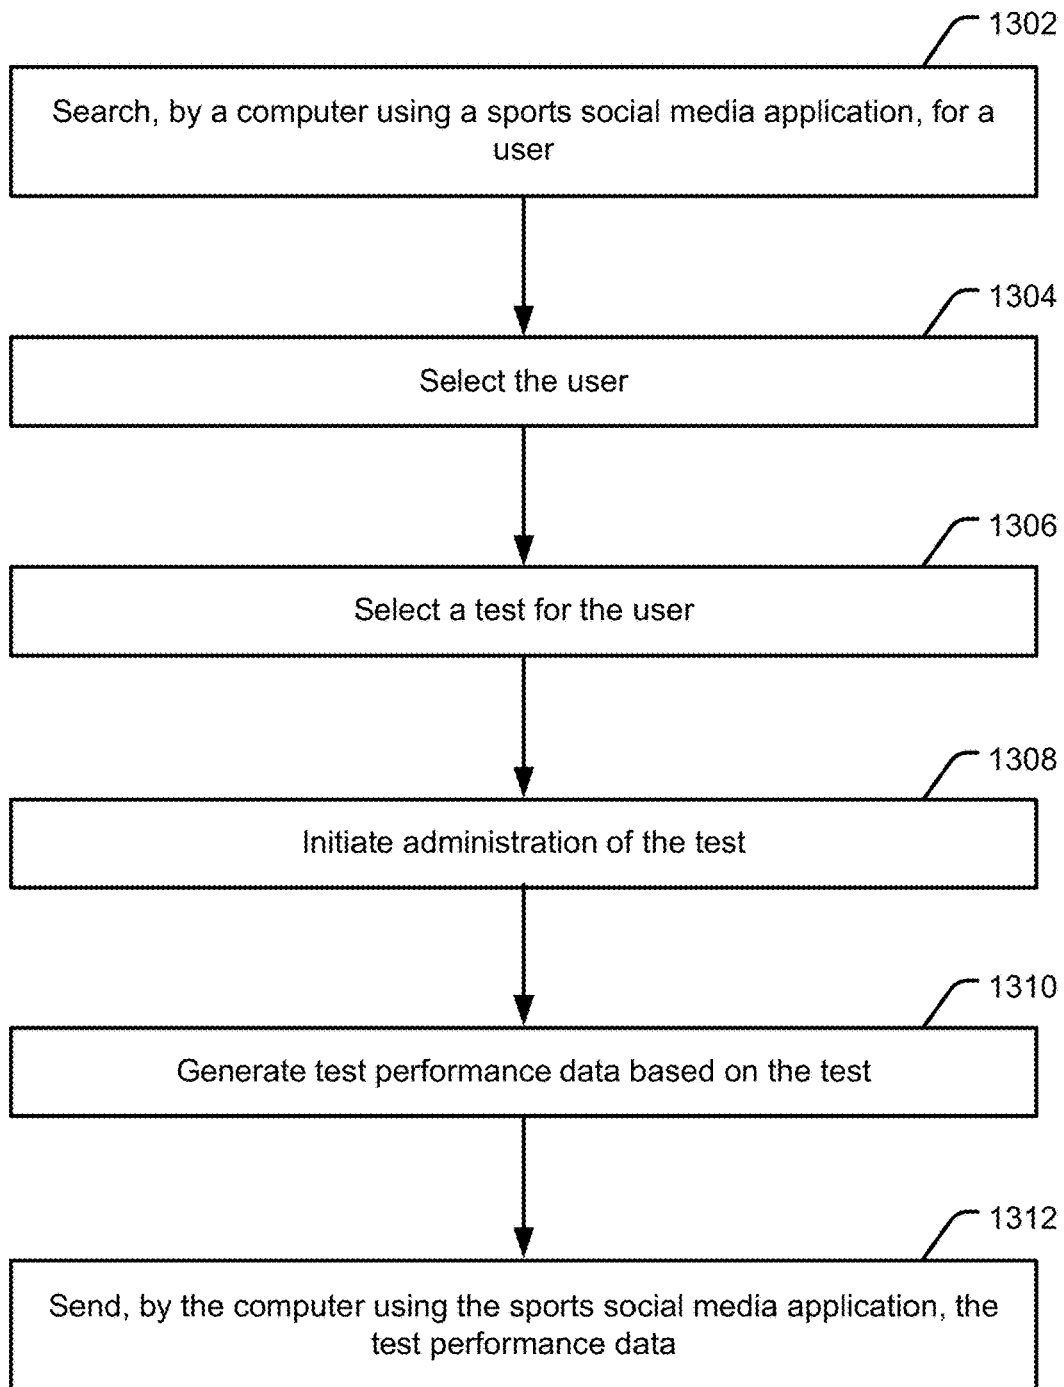 1302
Search, by a computer using a sports social media application, for a
user
1304
Select the user
1306
Select a test for the user
1308
Initiate administration of the test
1310
Generate test performance data based on the test
1312
Send, by the computer using the sports social media application, the
test performance data